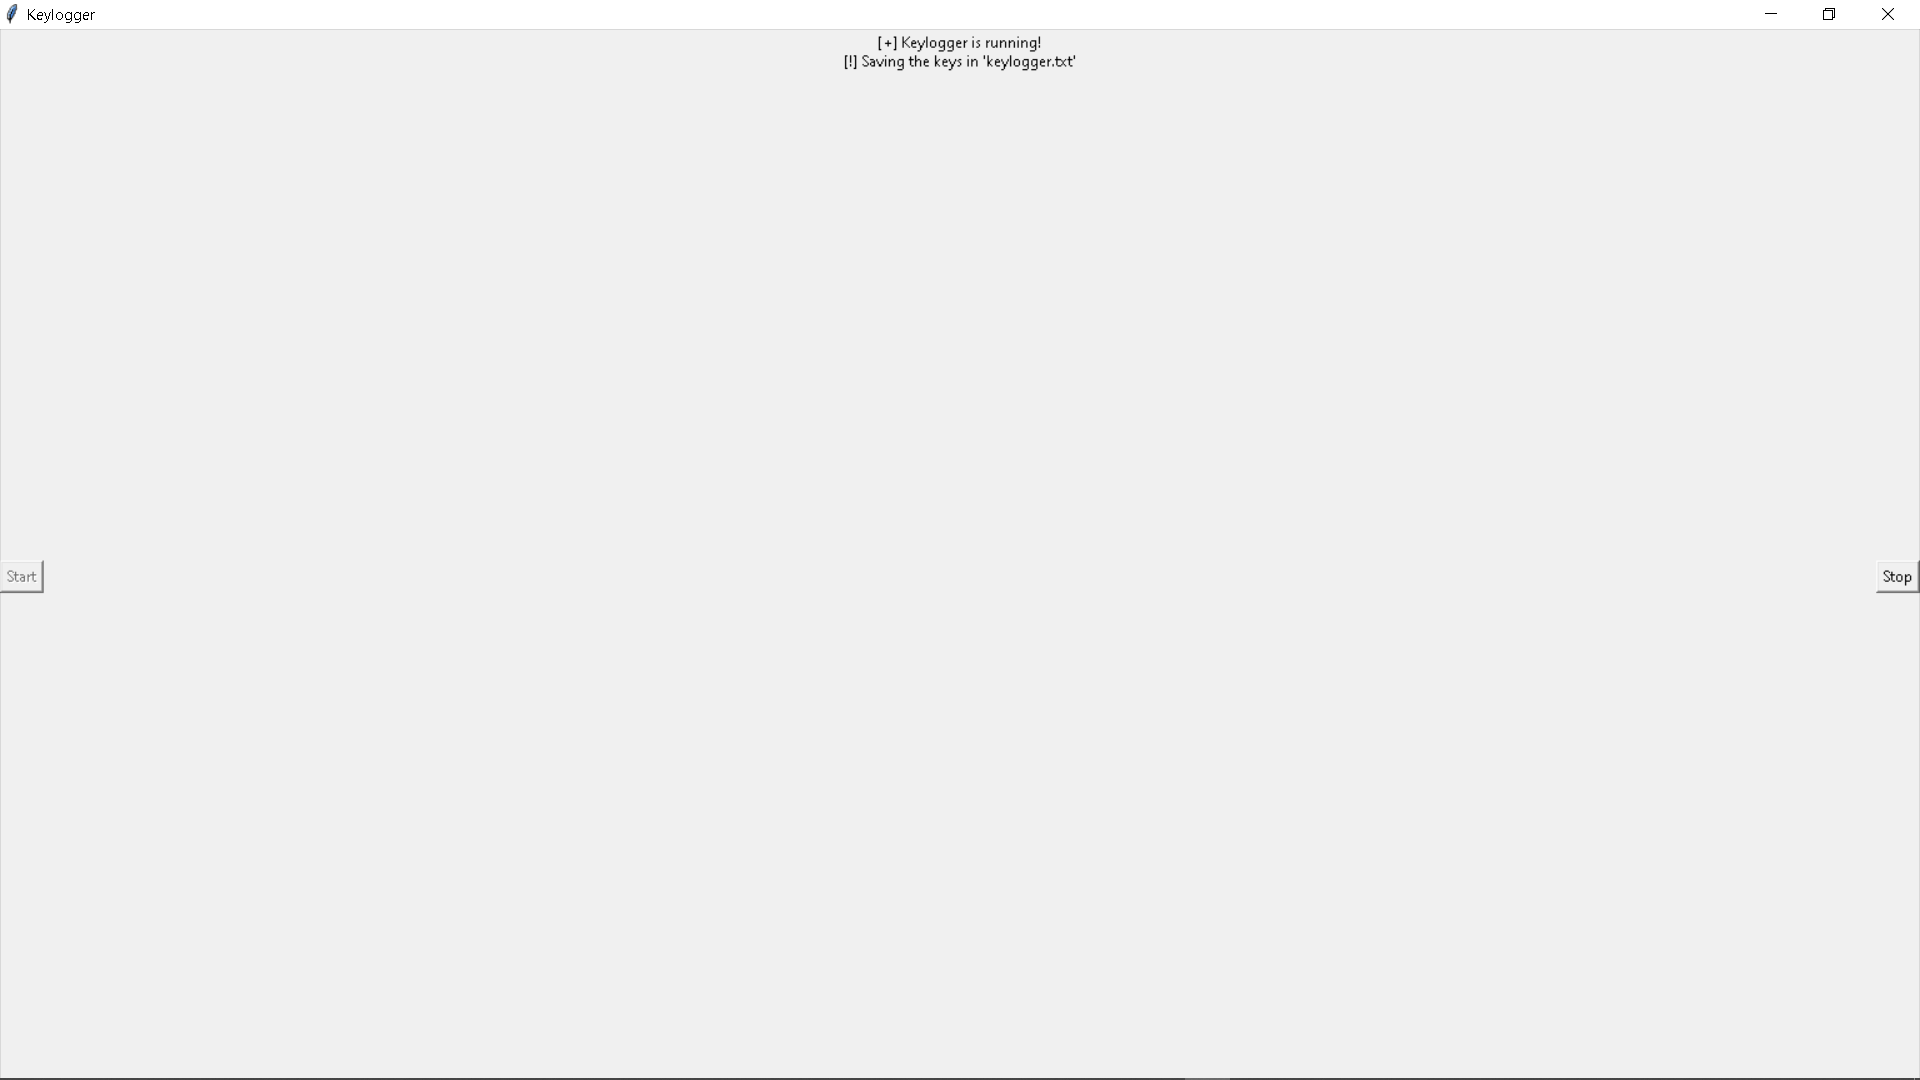 Keylogger
[+] Keylogger is running!
[!] Saving the keys in 'keylogger.txt'
Start
Stop